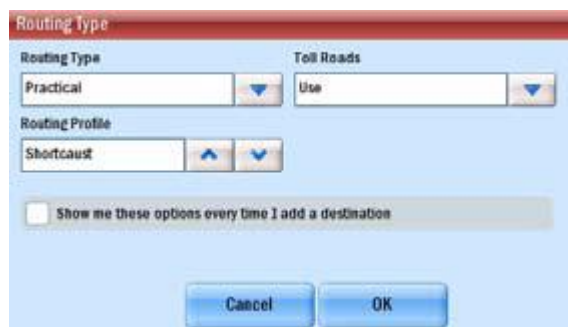 Routing Type
Routing Type Toll Roads
Practical Use
Routing Profile
Shortcaust
Show me these options every time I add a destination
Cancel OK